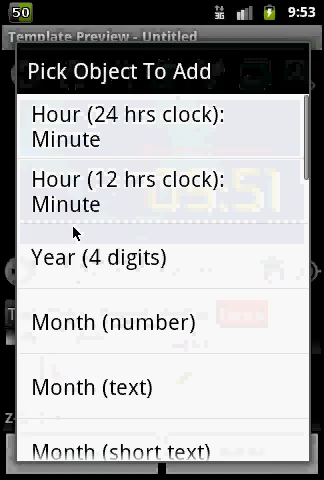 50
3G
9:53
Template Preview - Untitled
Pick Object To Add
Hour (24 hrs clock):
Minute
Hour (12 hrs clock):
Minute
Year (4 digits)
Month (number)
Month (text)
Month (short text)